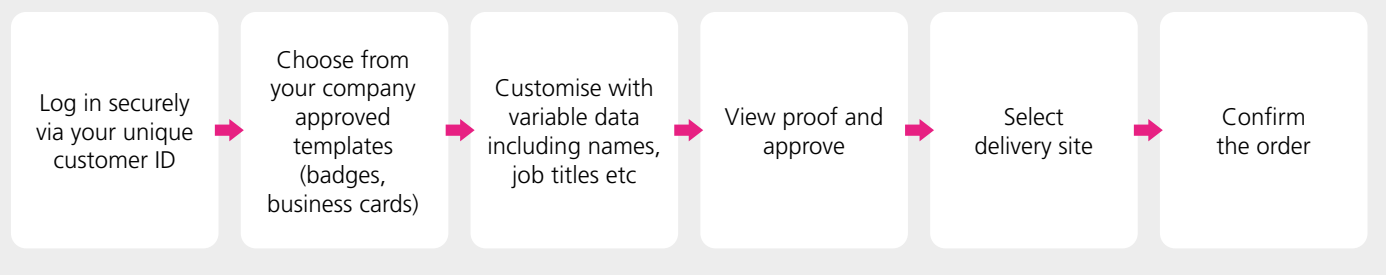 Log in securely
via your unique
customer ID
Choose from
your company
approved
templates
(badges,
business cards)
Customise with
variable data
including names,
job titles etc
View proof and
approve
Select
delivery site
Confirm
the order